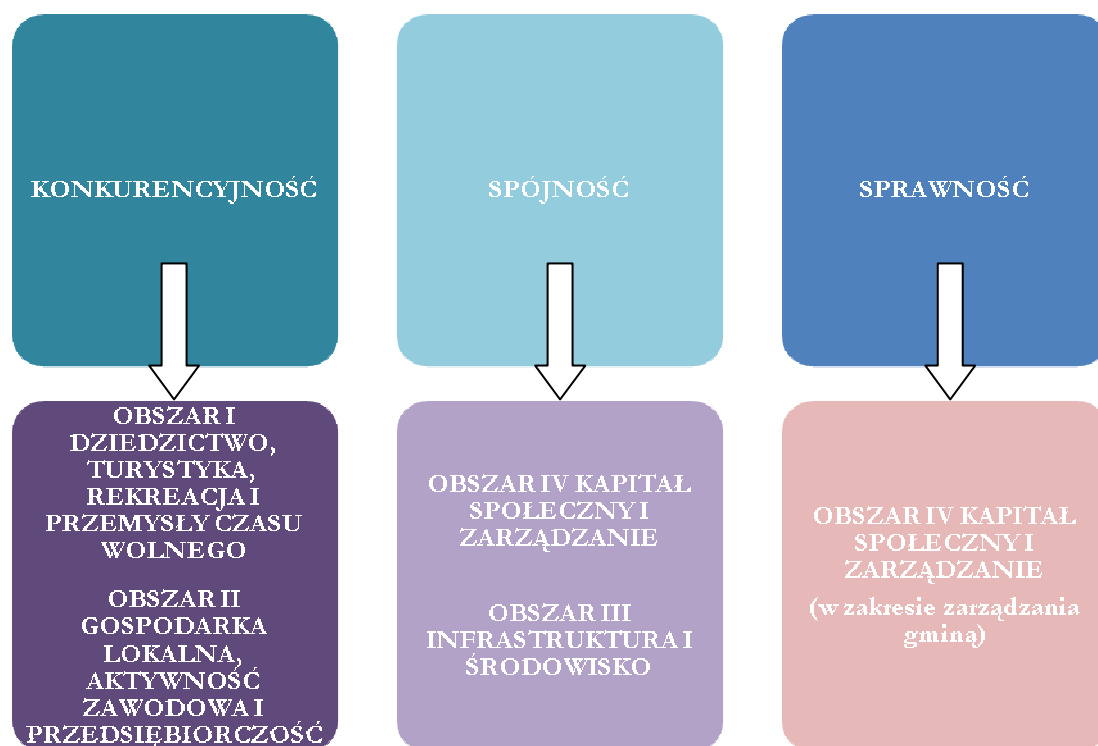 KONKURENCYJNOŚĆ
SPÓJNOŚĆ
SPRAWNOŚĆ
OBSZAR I
DZIEDZICTWO,
TURYSTYKA,
REKREACJA I
PRZEMYSŁY CZASU
WOLNEGO
OBSZAR II
GOSPODARKA
LOKALNA,
AKTYWNOŚĆ
ZAWODOWA I
PRZEDSIĘBIORCZOŚĆ
OBSZAR IV KAPITAŁ
SPOŁECZNY I
ZARZĄDZANIE
OBSZAR III
INFRASTRUKTURA I
ŚRODOWISKO
OBSZAR IV KAPITAŁ
SPOŁECZNY I
ZARZĄDZANIE
(w zakresie zarządzania
gminą)